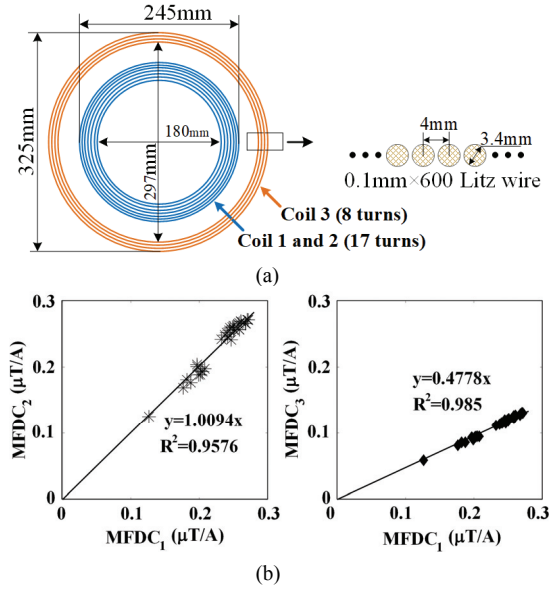 245mm
325mm
297mm
180mm
4mm
3.4mm
0.1mm×600 Litz wire
Coil 3 (8 turns)
Coil 1 and 2 (17 turns)
(a)
0.3
0.2
0.1
0
0
0.1
0.2
0.3
MFDC2 (μT/A)
MFDC1 (μT/A)
y=1.0094x
R²=0.9576
0.3
0.2
0.1
0
0
0.1
0.2
0.3
MFDC3 (μT/A)
MFDC1 (μT/A)
y=0.4778x
R²=0.985
(b)